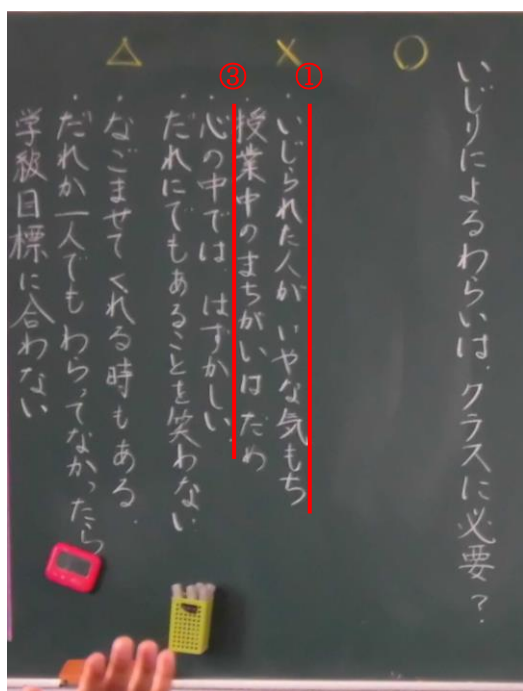 いじりによるわらいは、クラスに必要?
○
×
①
・いじられた人が いやな気もち
・授業中のまちがいはだめ
③
・心の中では、はずかしい。
・だれにでもあることを笑わない
△
・なごませてくれる時もある。
・だれか一人でもわらってなかったら
学級目標に合わない